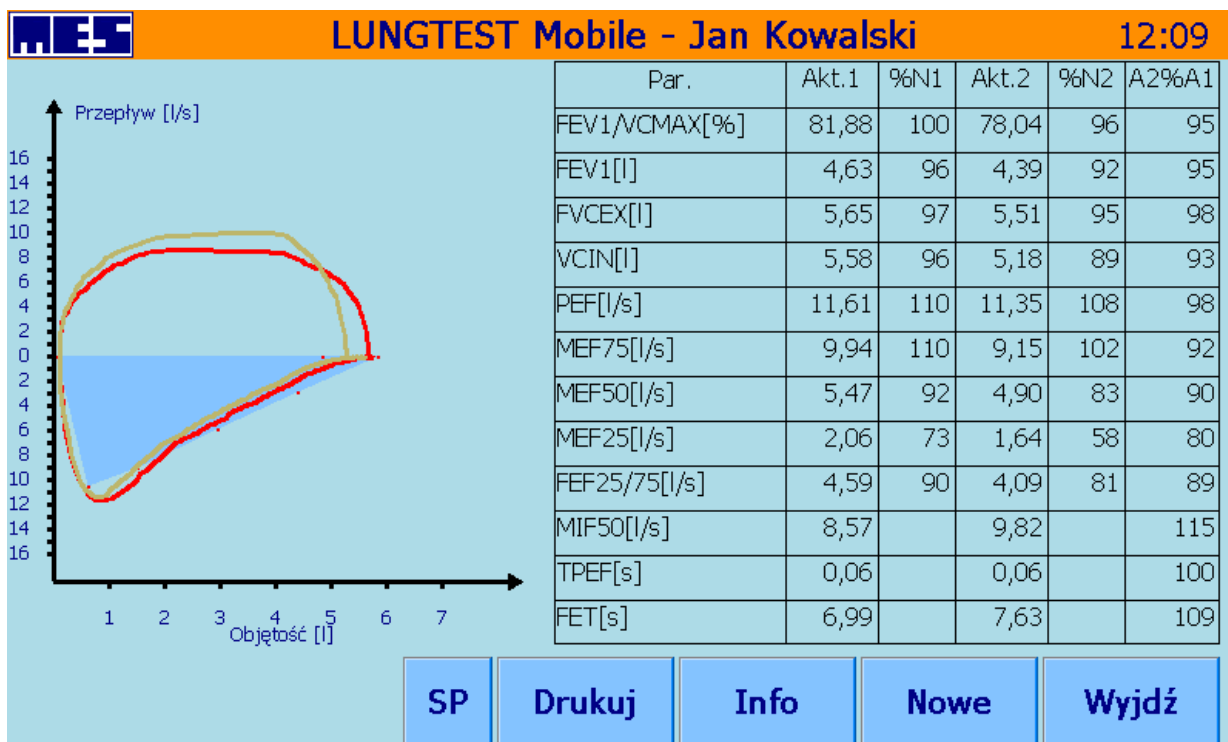 MES LUNGTEST Mobile - Jan Kowalski 12:09
Przepływ [l/s]
16
14
12
10
8
6
4
2
0
2
4
6
8
10
12
14
16
1 2 3 4 5 6 7
Objętość [l]
Par. Akt.1 %N1 Akt.2 %N2 A2%A1
FEV1/VCMAX[%] 81,88 100 78,04 96 95
FEV1[l] 4,63 96 4,39 92 95
FVCEX[l] 5,65 97 5,51 95 98
VCIN[l] 5,58 96 5,18 89 93
PEF[l/s] 11,61 110 11,35 108 98
MEF75[l/s] 9,94 110 9,15 102 92
MEF50[l/s] 5,47 92 4,90 83 90
MEF25[l/s] 2,06 73 1,64 58 80
FEF25/75[l/s] 4,59 90 4,09 81 89
MIF50[l/s] 8,57 9,82 115
TPEF[s] 0,06 0,06 100
FET[s] 6,99 7,63 109
SP Drukuj Info Nowe Wyjdź